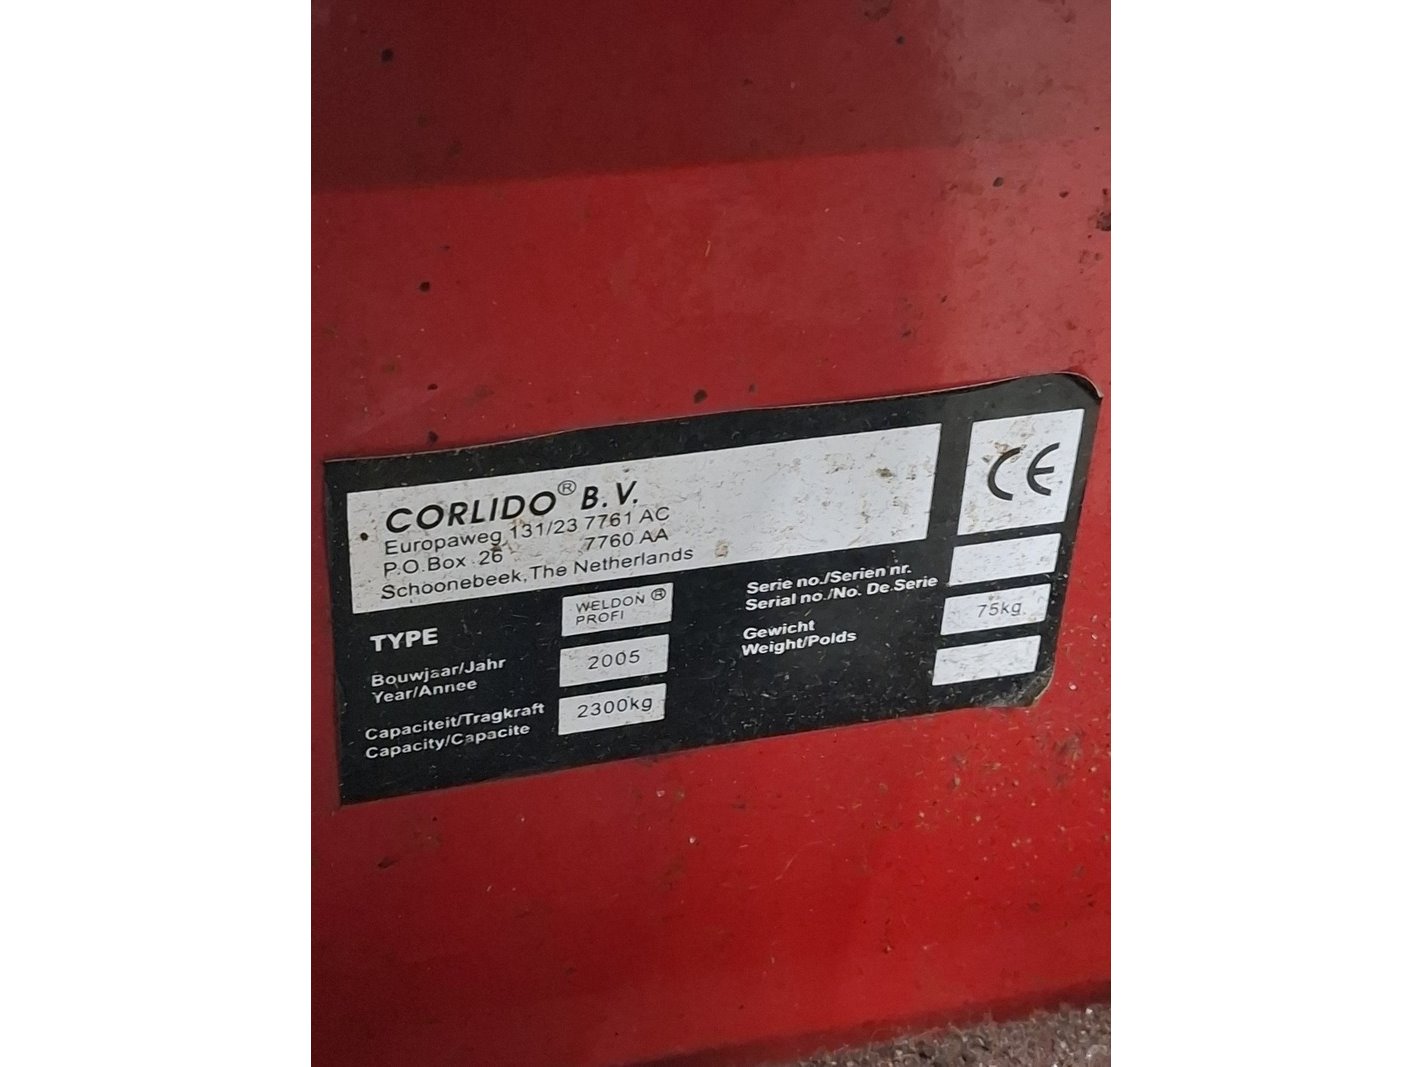 CORLIDO® B.V.
Europaweg 131/23 7761 AC
P.O.Box 26 7760 AA
Schoonebeek, The Netherlands
CE
TYPE
WELDON ®
PROFI
Bouwjaar/Jahr
Year/Annee
2005
Capaciteit/Tragkraft
Capacity/Capacite
2300kg
Serie no./Serien nr.
Serial no./No. De Serie
Gewicht
Weight/Polds
75kg